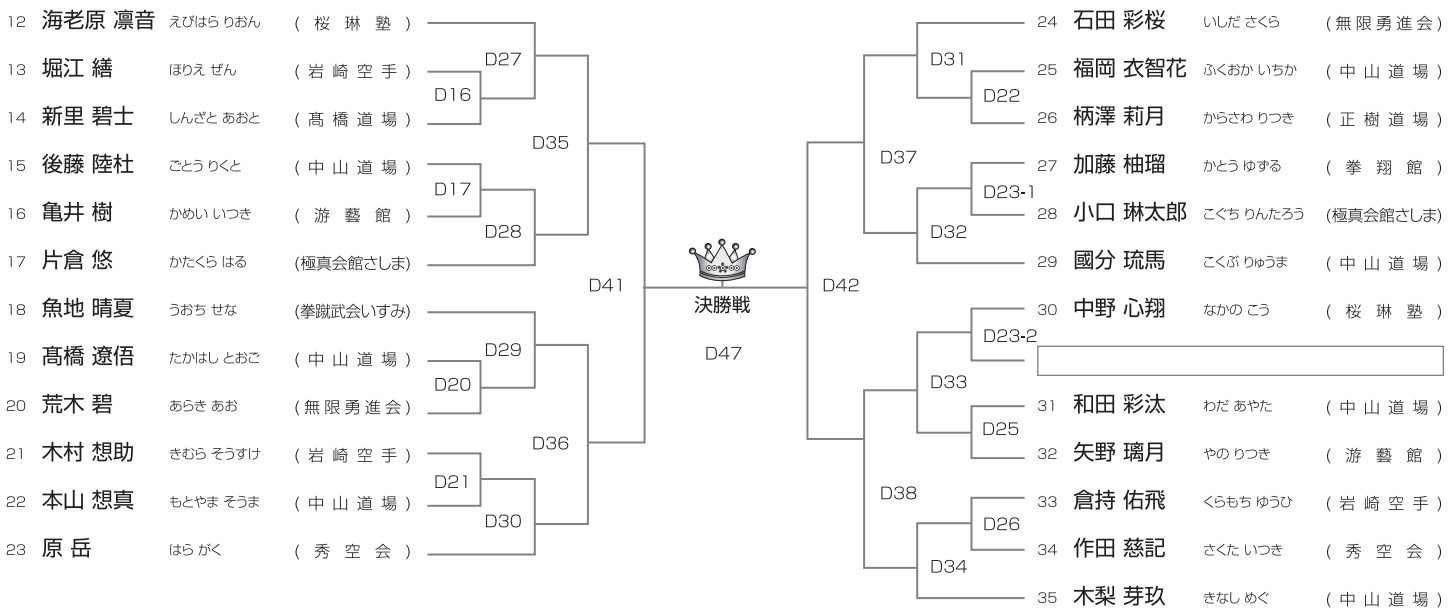 12 海老原 凛音 えびはら りおん (桜琳塾)
13 堀江 繕 ほりえ ぜん (岩崎空手)
14 新里 碧士 しんざと あおと (髙橋道場)
15 後藤 陸杜 ごとう りくと (中山道場)
16 亀井 樹 かめい いつき (游藝館)
17 片倉 悠 かたくら はる (極真会館さしま)
18 魚地 晴夏 うおち せな (拳蹴武会いすみ)
19 髙橋 遼悟 たかはし とおご (中山道場)
20 荒木 碧 あらき あお (無限勇進会)
21 木村 想助 きむら そうすけ (岩崎空手)
22 本山 想真 もとやま そうま (中山道場)
23 原 岳 はら がく (秀空会)
D16
D17
D20
D21
D27
D28
D29
D30
D35
D36
D41
決勝戦
D47
D42
D37
D38
D31
D32
D33
D34
D22
D23-1
D23-2
D25
D26
24 石田 彩桜 いしだ さくら (無限勇進会)
25 福岡 衣智花 ふくおか いちか (中山道場)
26 柄澤 莉月 からさわ りつき (正樹道場)
27 加藤 柚瑠 かとう ゆずる (拳翔館)
28 小口 琳太郎 こぐち りんたろう (極真会館さしま)
29 國分 琉馬 こくぶ りゅうま (中山道場)
30 中野 心翔 なかの こう (桜琳塾)
31 和田 彩汰 わだ あやた (中山道場)
32 矢野 璃月 やの りつき (游藝館)
33 倉持 佑飛 くらもち ゆうひ (岩崎空手)
34 作田 慈記 さくた いつき (秀空会)
35 木梨 芽玖 きなし めぐ (中山道場)